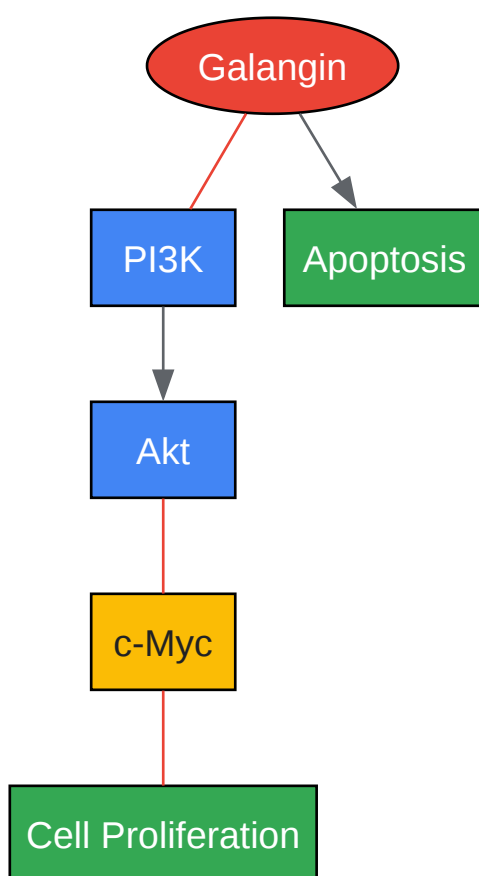 Galangin
PI3K
Apoptosis
Akt
c-Myc
Cell Proliferation